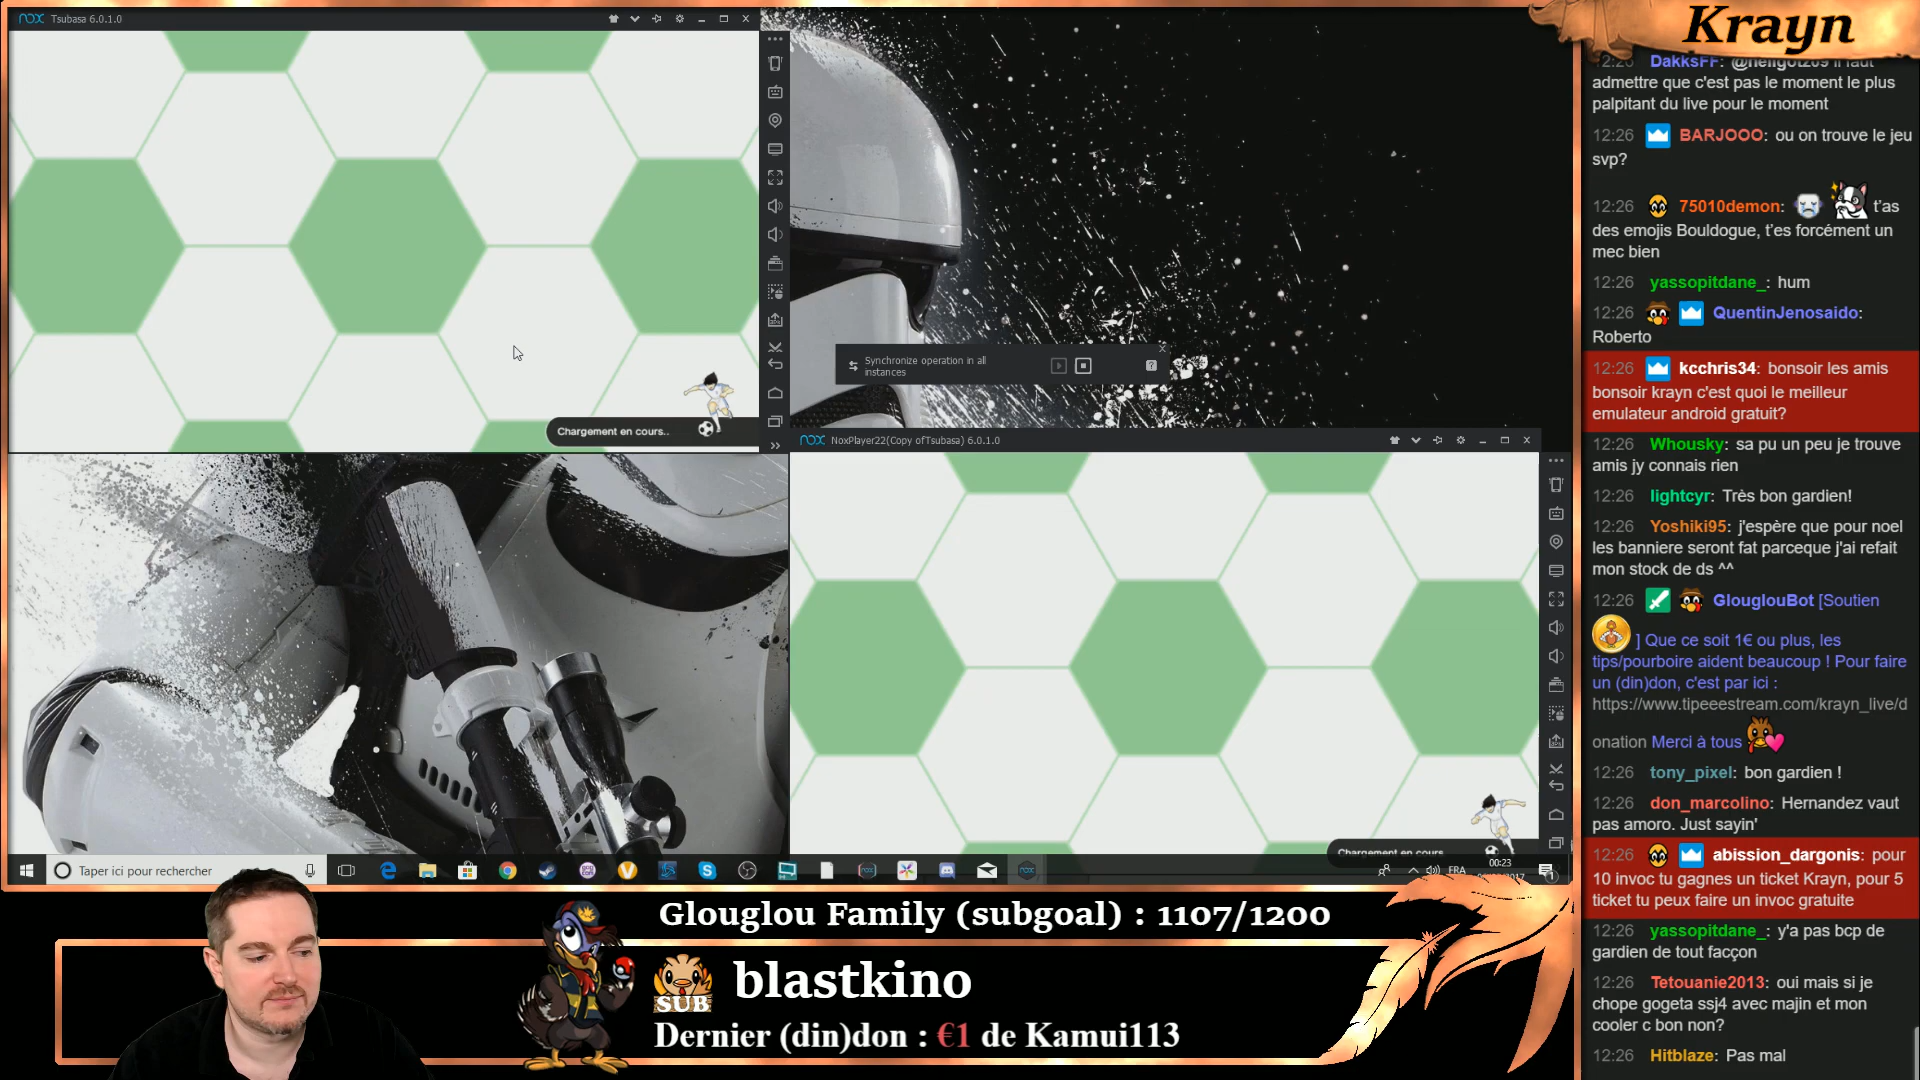 nox Tsubasa 6.0.1.0
Chargement en cours..
Synchronize operation in all
instances
nox NoxPlayer22(Copy ofTsubasa) 6.0.1.0
Chargement en cours
Taper ici pour rechercher
FRA
00:23
Krayn
12:26 DakksFF: @hellgot269 il faut
admettre que c'est pas le moment le plus
palpitant du live pour le moment
12:26 BARJOOO: ou on trouve le jeu
svp?
12:26 75010demon: t'as
des emojis Bouldogue, t'es forcément un
mec bien
12:26 yassopitdane_: hum
12:26 QuentinJenosaido:
Roberto
12:26 kcchris34: bonsoir les amis
bonsoir krayn c'est quoi le meilleur
emulateur android gratuit?
12:26 Whousky: sa pu un peu je trouve
amis jy connais rien
12:26 lightcyr: Très bon gardien!
12:26 Yoshiki95: j'espère que pour noel
les banniere seront fat parceque j'ai refait
mon stock de ds ^^
12:26 GlouglouBot [Soutien
] Que ce soit 1€ ou plus, les
tips/pourboire aident beaucoup ! Pour faire
un (din)don, c'est par ici :
https://www.tipeeestream.com/krayn_live/d
onation Merci à tous
12:26 tony_pixel: bon gardien !
12:26 don_marcolino: Hernandez vaut
pas amoro. Just sayin'
12:26 abission_dargonis: pour
10 invoc tu gagnes un ticket Krayn, pour 5
ticket tu peux faire un invoc gratuite
12:26 yassopitdane_: y'a pas bcp de
gardien de tout façcon
12:26 Tetouanie2013: oui mais si je
chope gogeta ssj4 avec majin et mon
cooler c bon non?
12:26 Hitblaze: Pas mal
Glouglou Family (subgoal) : 1107/1200
SUB blastkino
Dernier (din)don : €1 de Kamui113